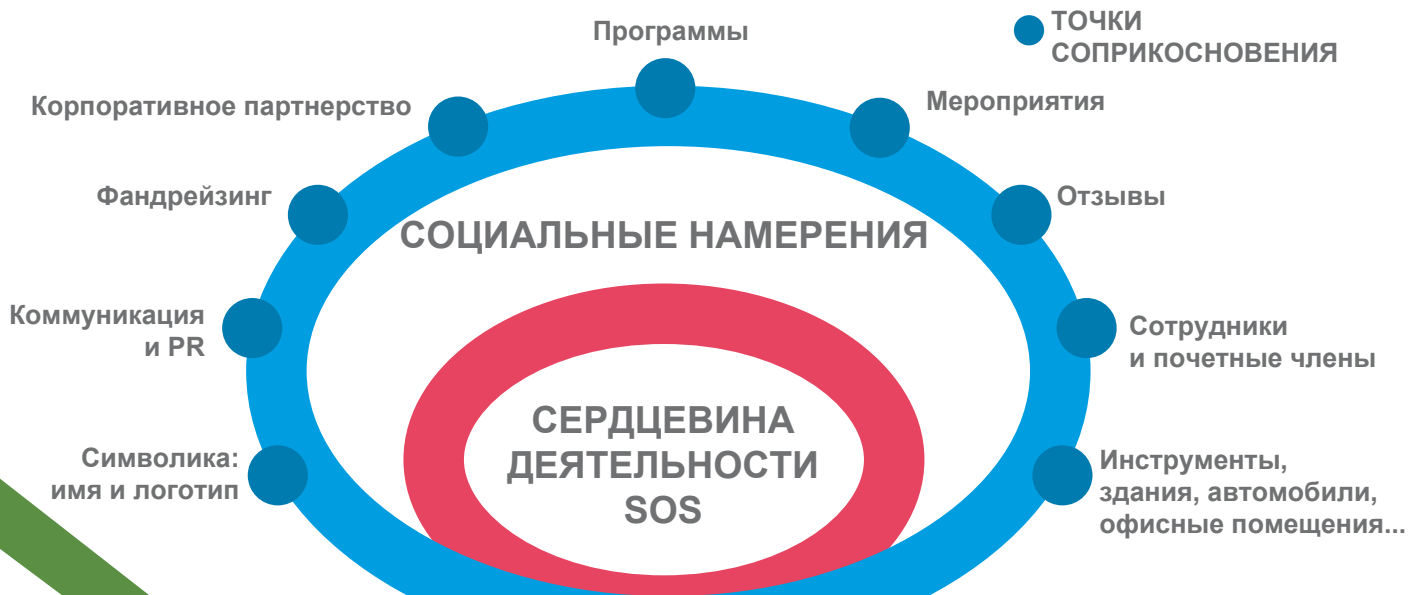 Программы
ТОЧКИ
СОПРИКОСНОВЕНИЯ
Корпоративное партнерство
Мероприятия
Фандрейзинг
Отзывы
СОЦИАЛЬНЫЕ НАМЕРЕНИЯ
Коммуникация
и PR
Сотрудники
и почетные члены
СЕРДЦЕВИНА
ДЕЯТЕЛЬНОСТИ
SOS
Символика:
имя и логотип
Инструменты,
здания, автомобили,
офисные помещения...